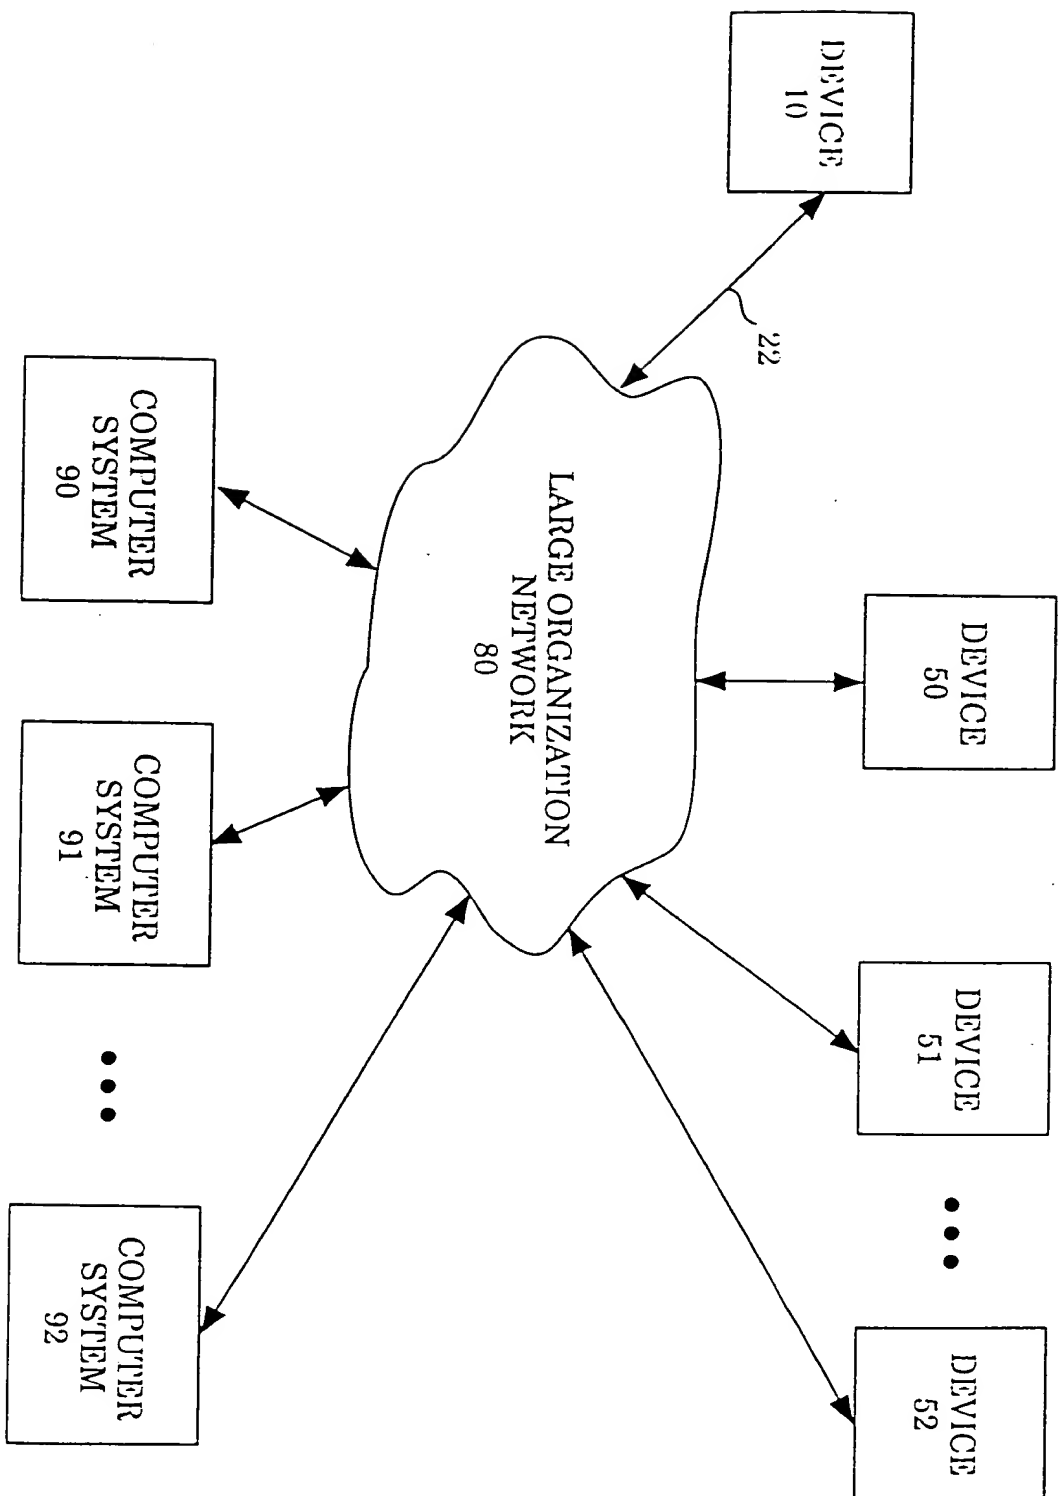 DEVICE
10
22
DEVICE
50
DEVICE
51
DEVICE
52
LARGE ORGANIZATION
NETWORK
80
COMPUTER
SYSTEM
90
COMPUTER
SYSTEM
91
COMPUTER
SYSTEM
92